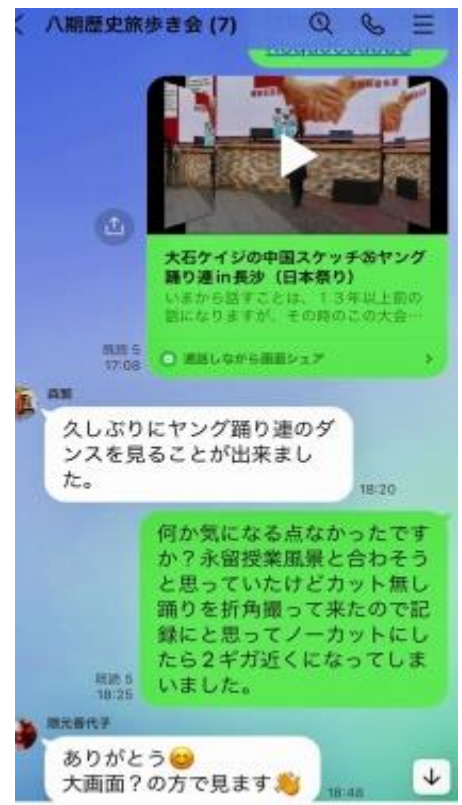 八期歴史旅歩き会 (7)
大石ケイジの中国スケッチ㉖ヤング
踊り連in長沙（日本祭り）
いまから話すことは、１３年以上前の
話になりますが、その時のこの大会…
既読 5
17:08
通話しながら画面シェア
久しぶりにヤング踊り連のダ
ンスを見ることが出来まし
た。
18:20
何か気になる点なかったです
か？永留授業風景と合わそう
と思っていたけどカット無し
踊りを折角撮って来たので記
録にと思ってノーカットにし
たら２ギガ近くになってしま
いました。
既読 5
18:25
ありがとう😄
大画面？の方で見ます👏
18:48